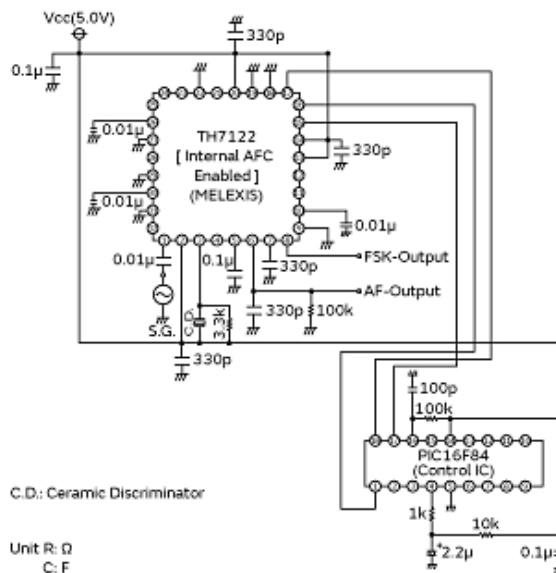 Vcc(5.0V)
330p
0.1μ
0.01μ
TH7122
[ Internal AFC
Enabled ]
(MELEXIS)
330p
0.01μ
0.01μ
0.01μ
0.1μ
330p
FSK-Output
AF-Output
S.G.
C.D.
3.3k
330p
100k
330p
100p
100k
PIC16F84
(Control IC)
C.D.: Ceramic Discriminator
1k
10k
Unit R: Ω
C: F
2.2μ
0.1μ